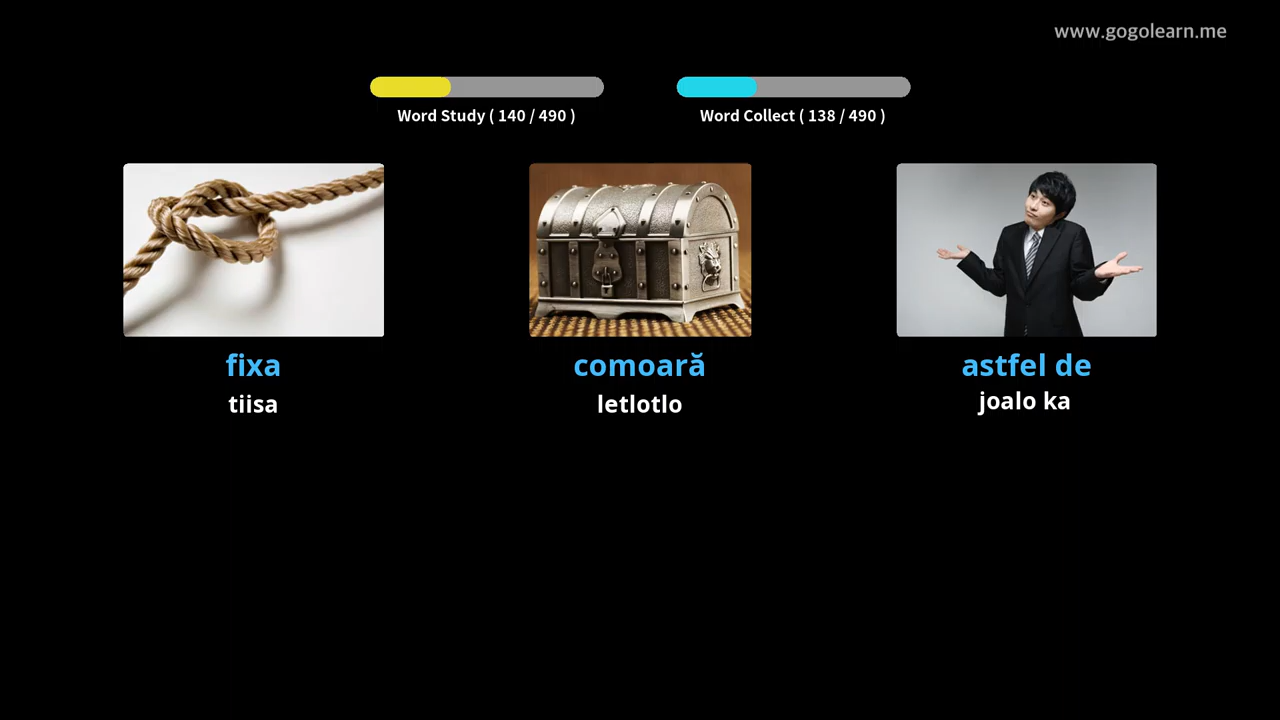 www.gogolearn.me
Word Study ( 140 / 490 )
Word Collect ( 138 / 490 )
fixa
tiisa
comoară
letlotlo
astfel de
joalo ka